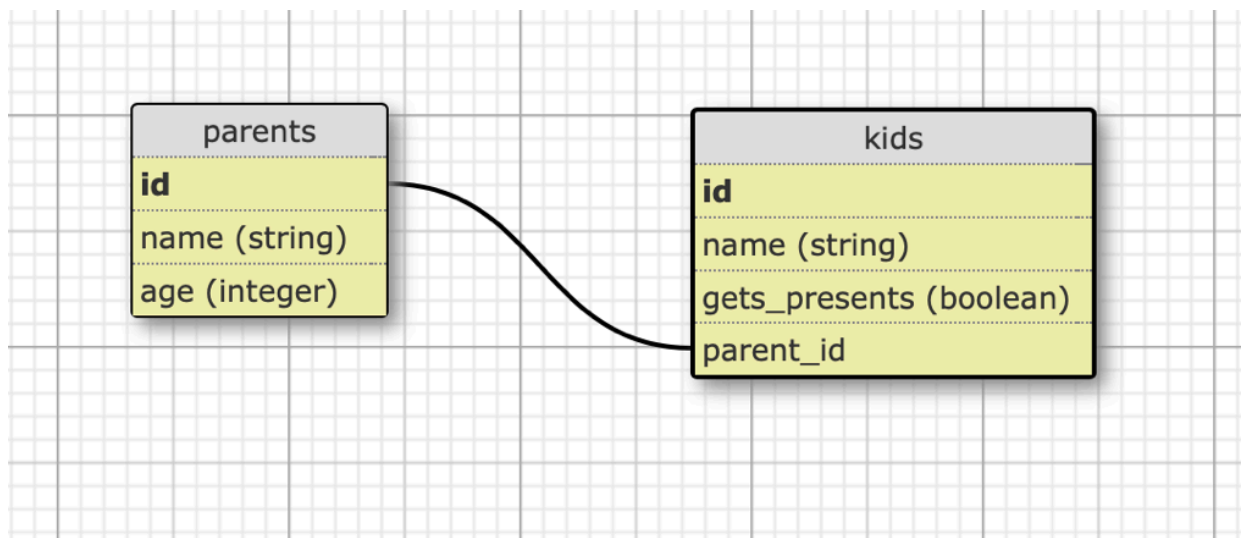 parents
id
name (string)
age (integer)
kids
id
name (string)
gets_presents (boolean)
parent_id